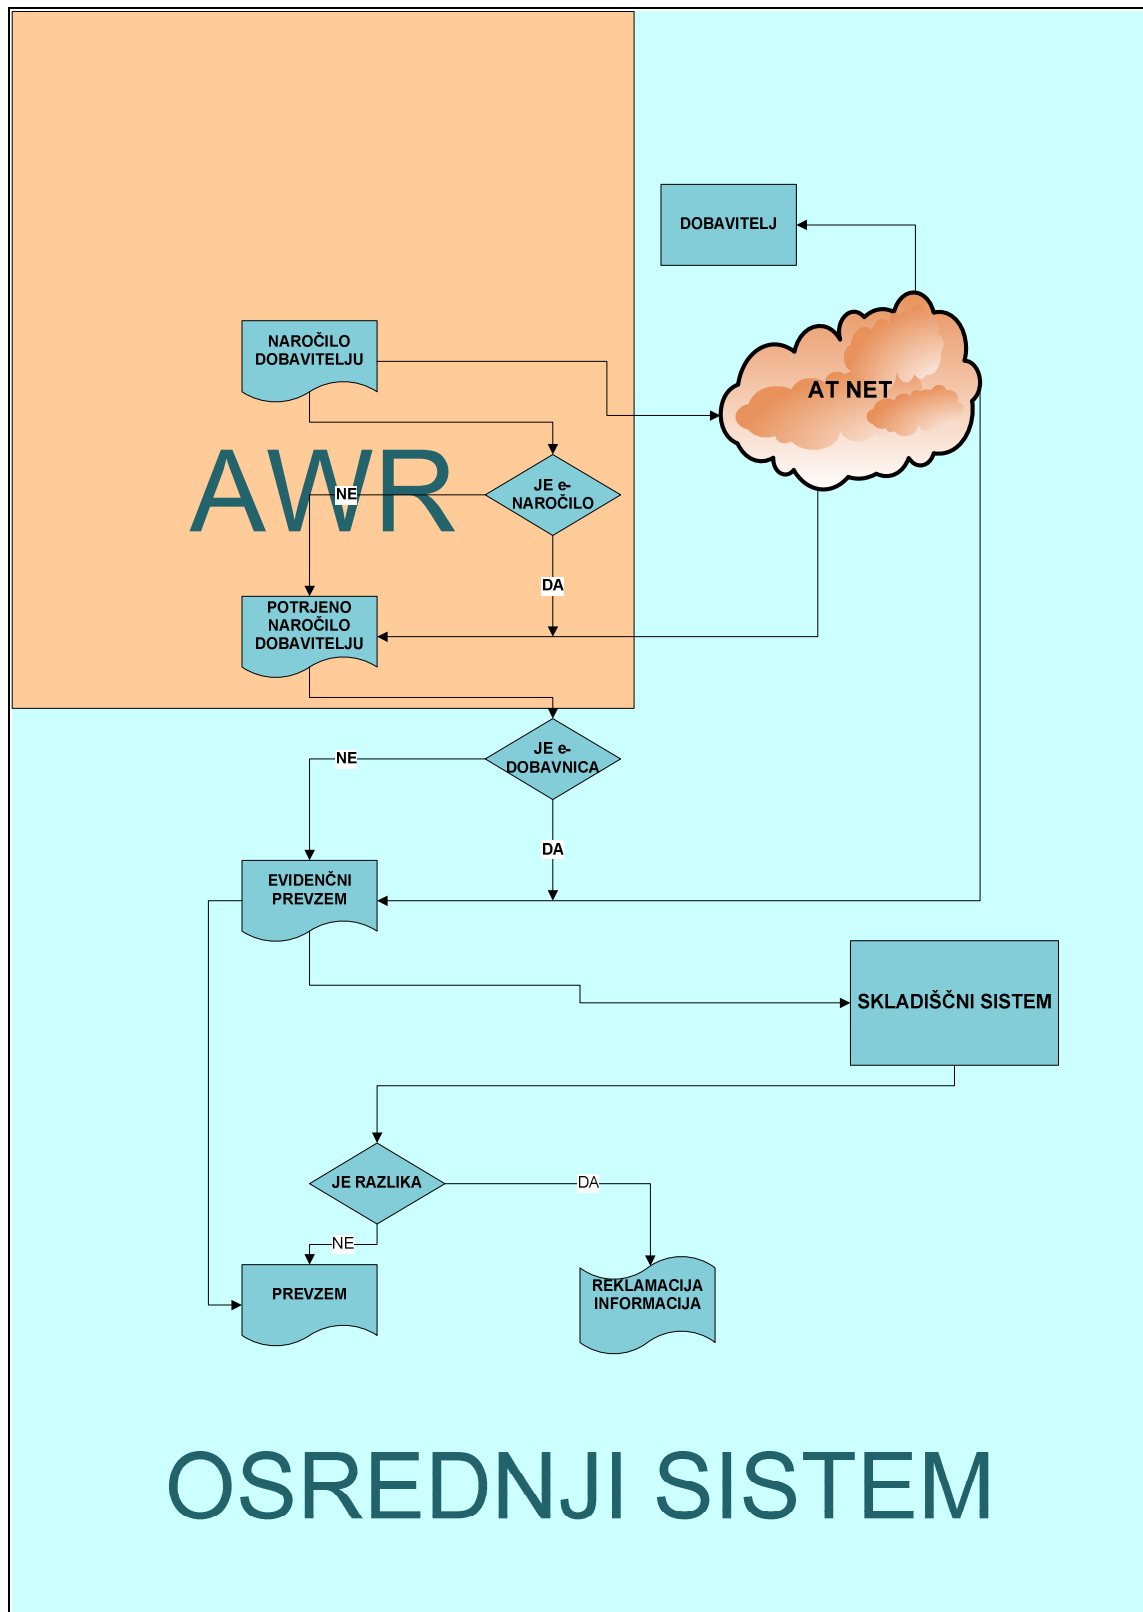 DOBAVITELJ
NAROČILO
DOBAVITELJU
AT NET
AWR
JE e-
NAROČILO
NE
DA
POTRJENO
NAROČILO
DOBAVITELJU
JE e-
DOBAVNICA
NE
DA
EVIDENČNI
PREVZEM
SKLADIŠČNI SISTEM
JE RAZLIKA
DA
NE
PREVZEM
REKLAMACIJA
INFORMACIJA
OSREDNJI SISTEM